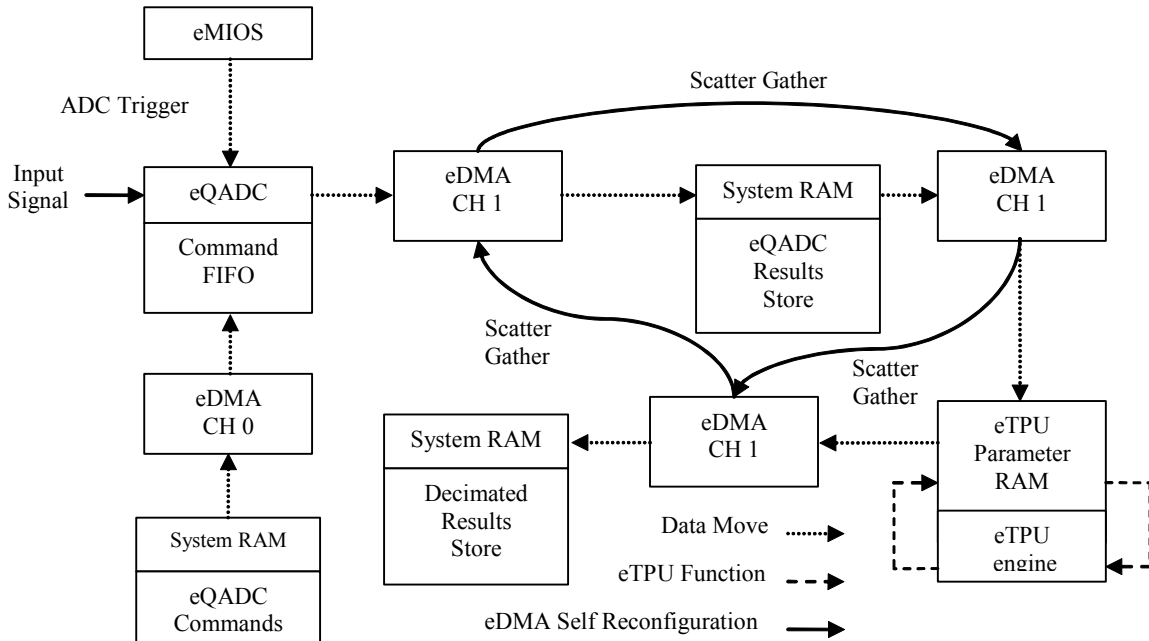 eMIOS
ADC Trigger
Scatter Gather
Input
Signal
eQADC
Command
FIFO
eDMA
CH 1
System RAM
eQADC
Results
Store
eDMA
CH 1
Scatter
Gather
Scatter
Gather
eDMA
CH 0
System RAM
Decimated
Results
Store
eDMA
CH 1
eTPU
Parameter
RAM
eTPU
engine
System RAM
eQADC
Commands
Data Move
eTPU Function
eDMA Self Reconfiguration